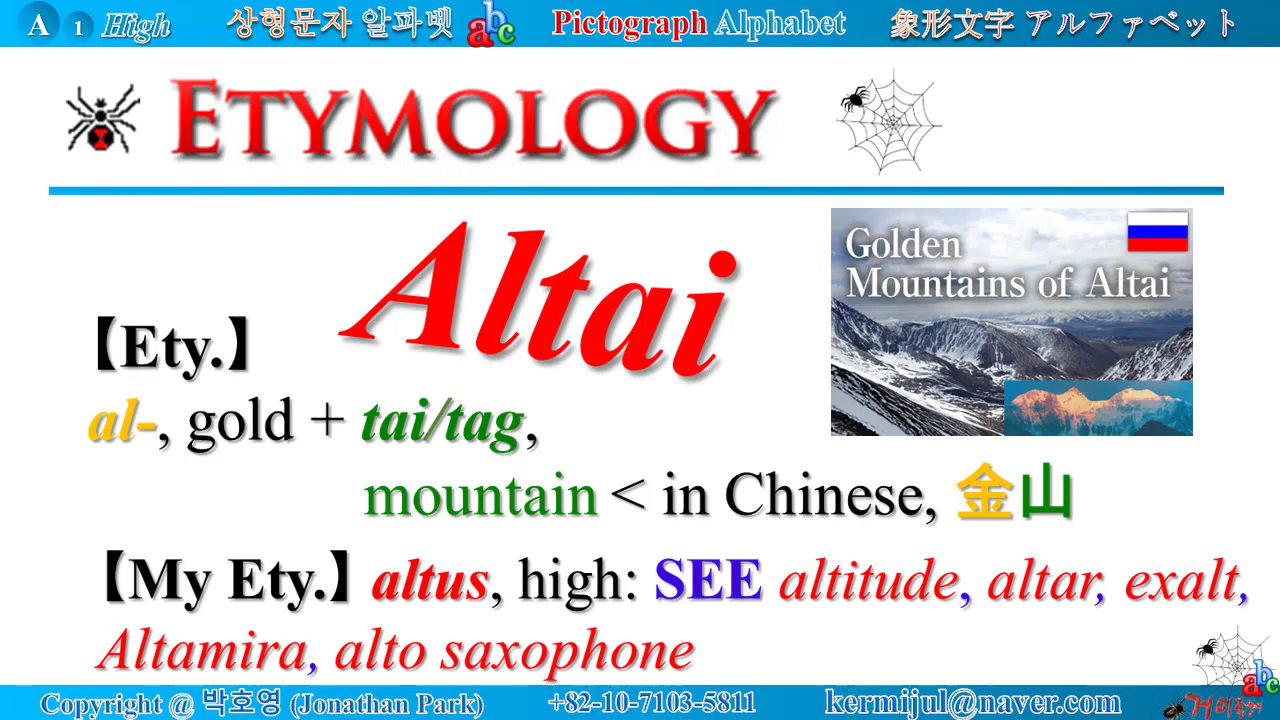 A 1 High 상형문자 알파벳 abc Pictograph Alphabet 象形文字 アルファベット
ETYMOLOGY
Altai
Golden
Mountains of Altai
【Ety.】
al-, gold + tai/tag,
mountain < in Chinese, 金山
【My Ety.】 altus, high: SEE altitude, altar, exalt,
Altamira, alto saxophone
abc
Copyright @ 박호영 (Jonathan Park) +82-10-7103-5811 kermijul@naver.com